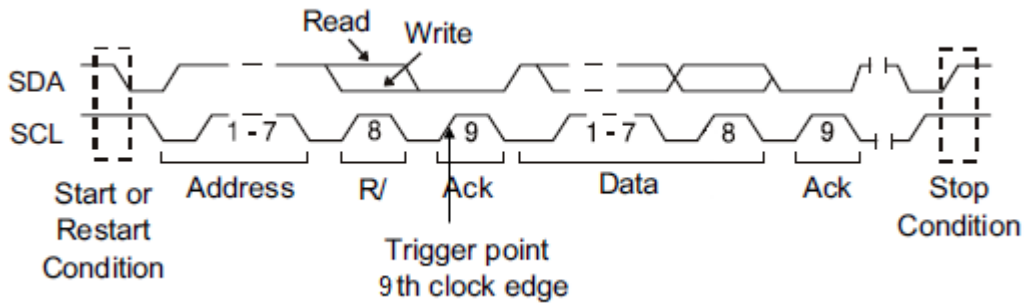 Read
Write
SDA
SCL
1 - 7
8
9
1 - 7
8
9
Address
R/
Ack
Data
Ack
Start or
Restart
Condition
Stop
Condition
Trigger point
9th clock edge